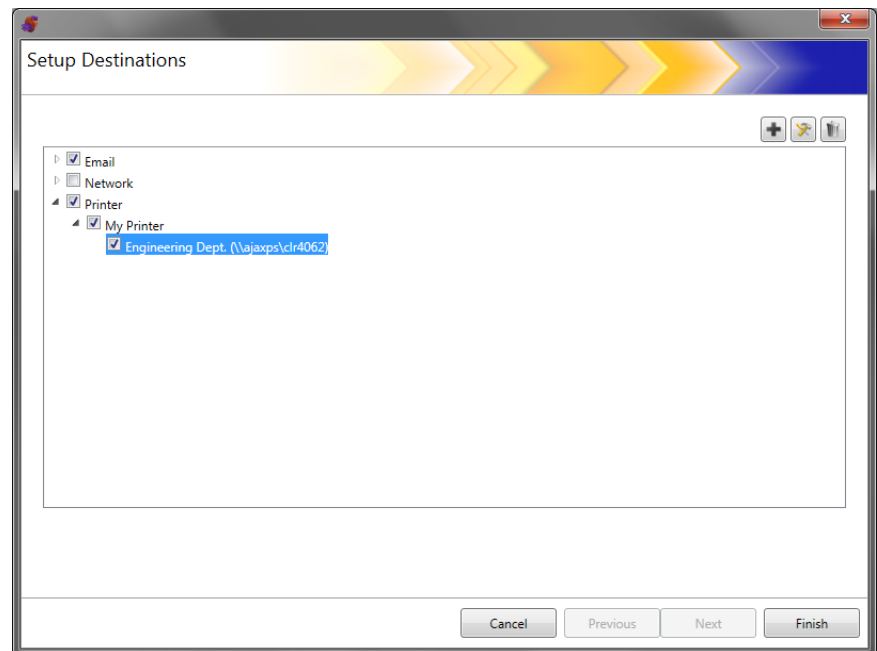 Setup Destinations
Email
Network
Printer
My Printer
Engineering Dept. (\\ajaxps\clr4062)
Cancel Previous Next Finish